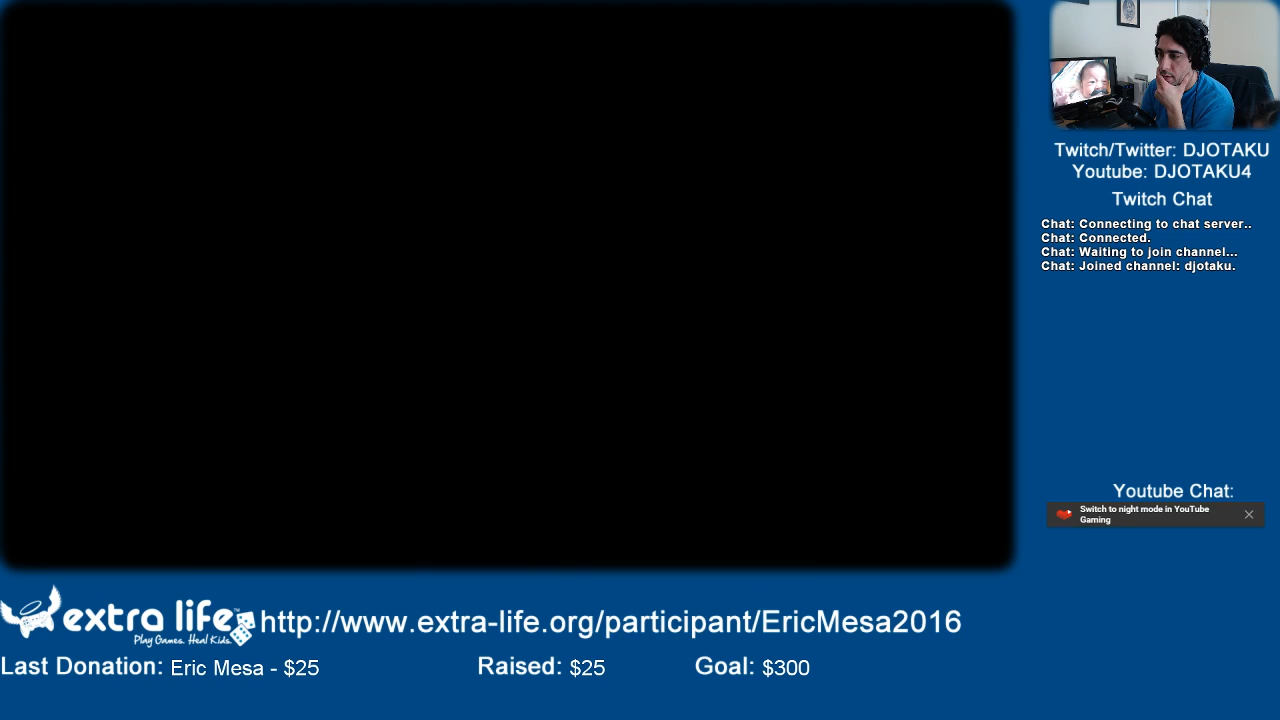 Twitch/Twitter: DJOTAKU
Youtube: DJOTAKU4
Twitch Chat
Chat: Connecting to chat server..
Chat: Connected.
Chat: Waiting to join channel...
Chat: Joined channel: djotaku.
Youtube Chat:
Switch to night mode in YouTube
Gaming
extra life™
Play Games. Heal Kids.
http://www.extra-life.org/participant/EricMesa2016
Last Donation: Eric Mesa - $25 Raised: $25 Goal: $300